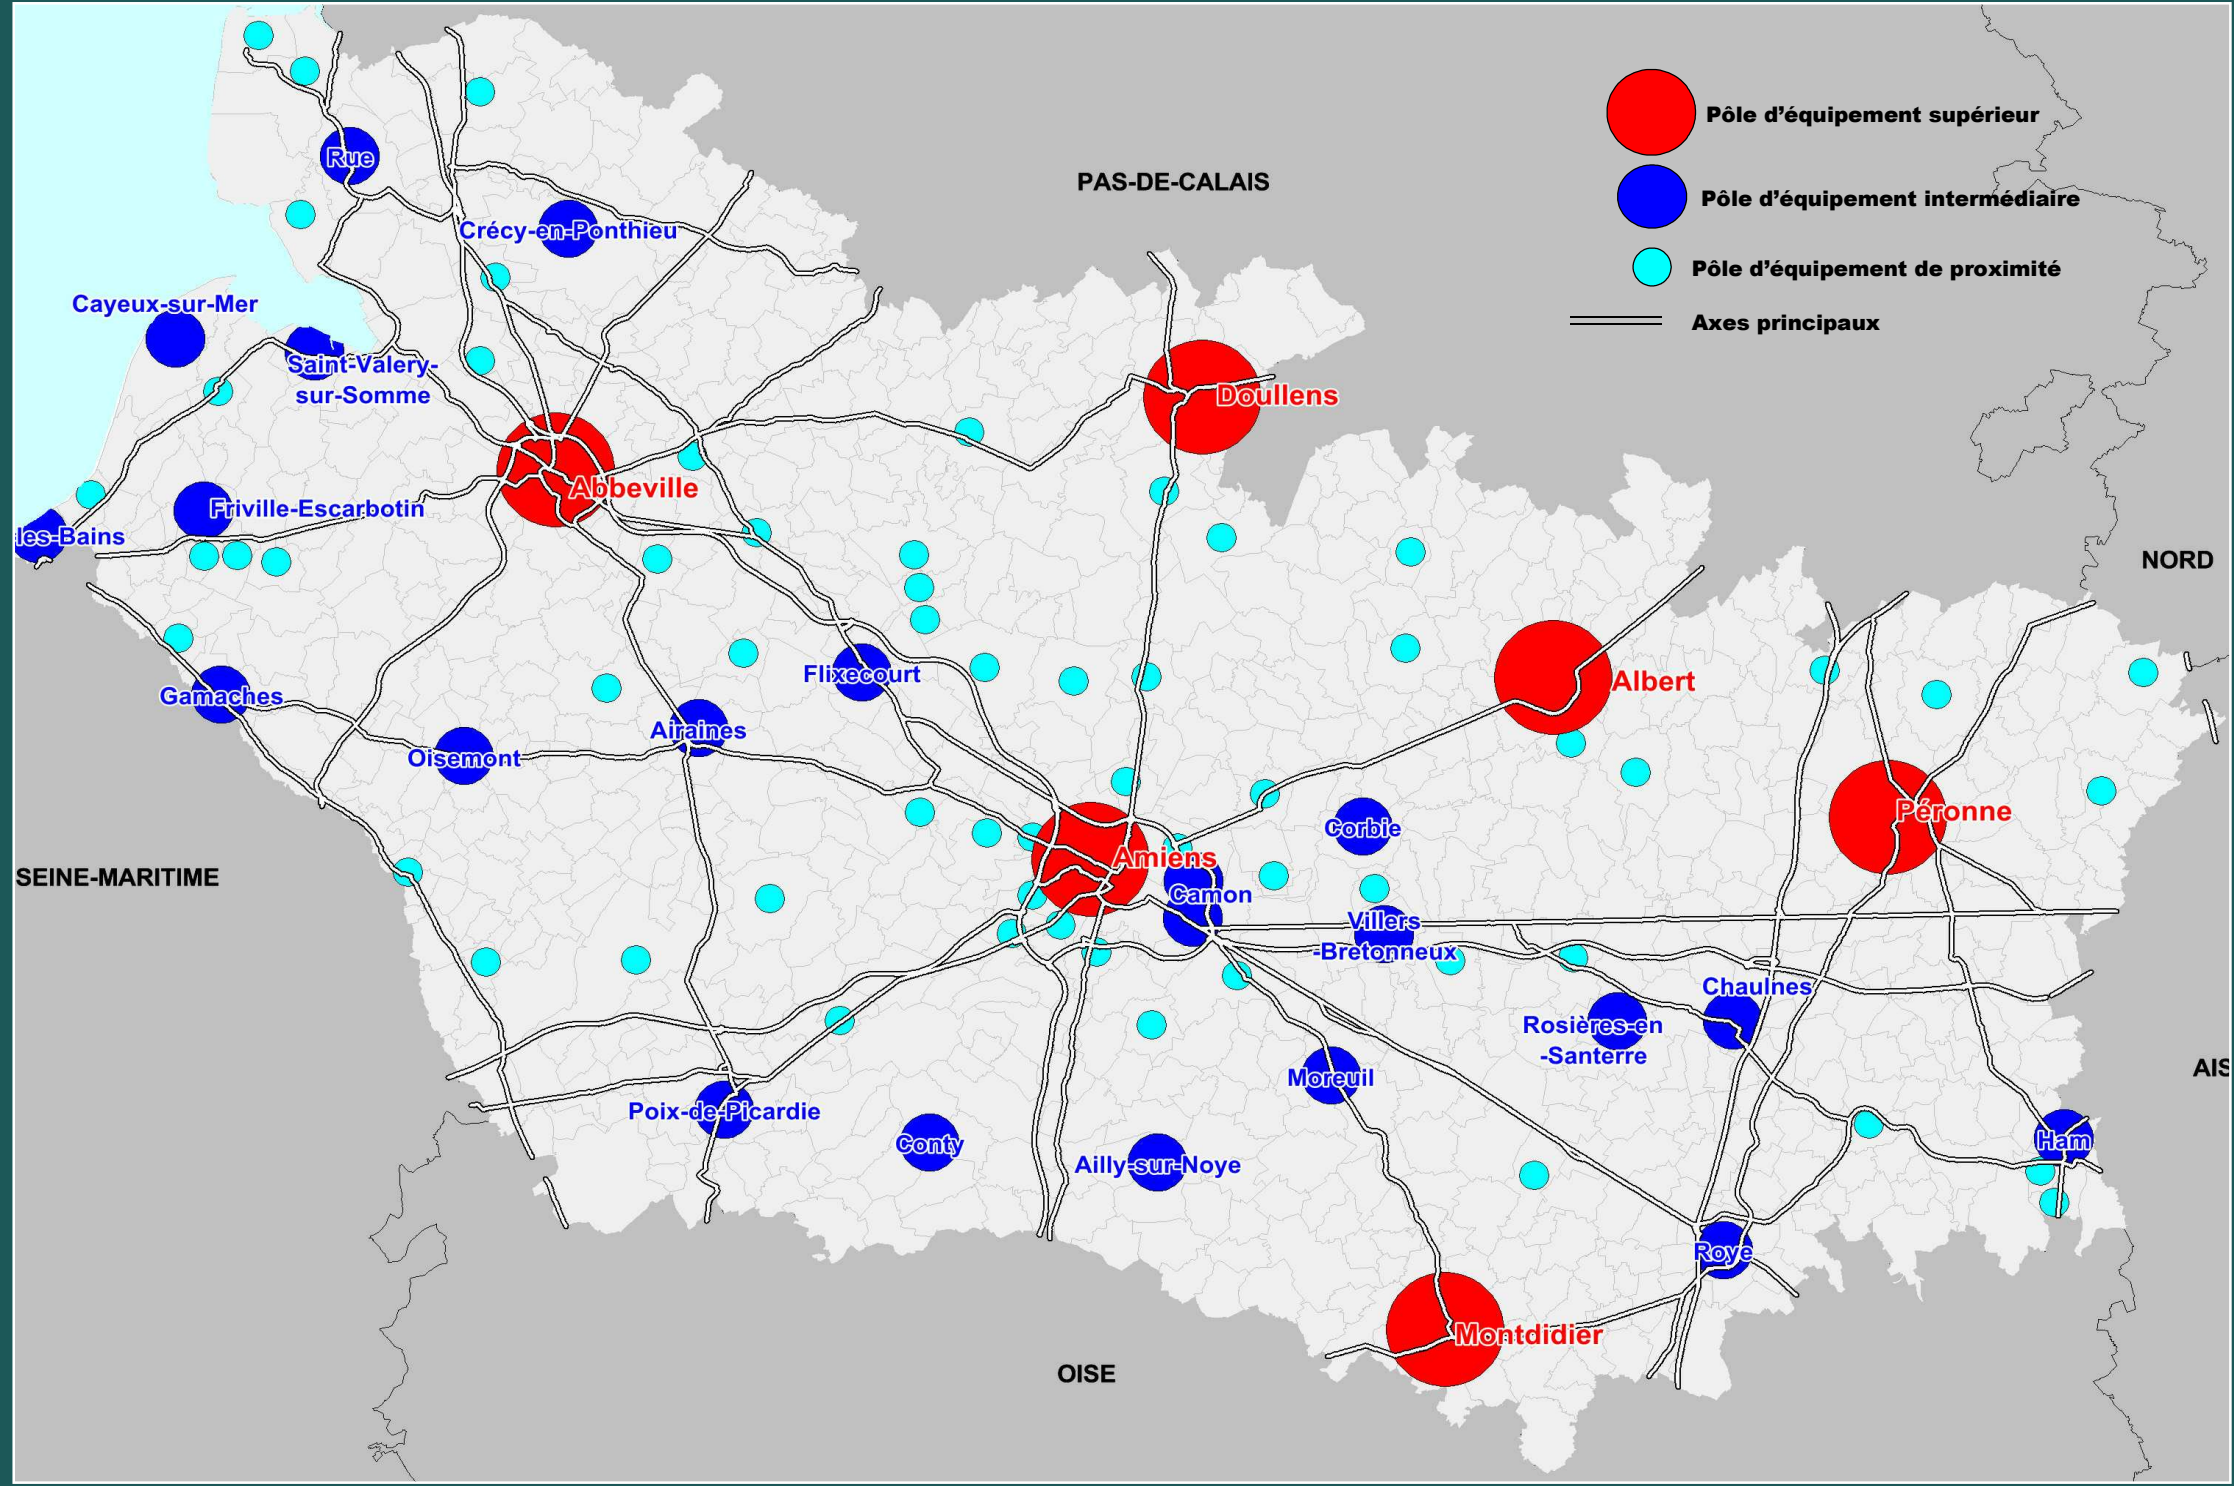 Pôle d'équipement supérieur
Pôle d'équipement intermédiaire
Pôle d'équipement de proximité
Axes principaux
PAS-DE-CALAIS
NORD
SEINE-MARITIME
OISE
AIS
Rue
Crécy-en-Ponthieu
Cayeux-sur-Mer
Saint-Valery-
sur-Somme
Doullens
Abbeville
Friville-Escarbotin
les-Bains
Gamaches
Oisemont
Airaines
Flixecourt
Albert
Péronne
Corbie
Amiens
Camon
Villers
-Bretonneux
Chaulnes
Rosières-en
-Santerre
Moreuil
Poix-de-Picardie
Conty
Ailly-sur-Noye
Ham
Roye
Montdidier